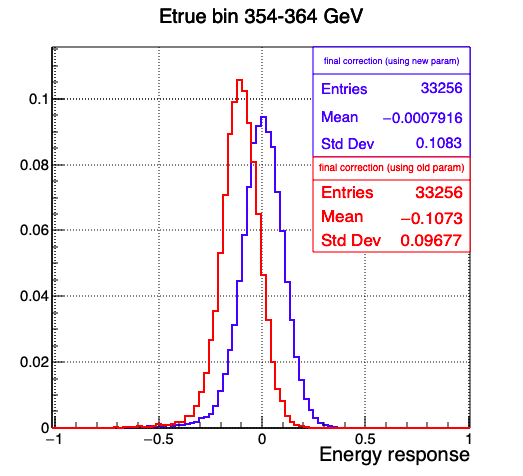 Etrue bin 354-364 GeV
final correction (using new param)
Entries 33256
Mean −0.0007916
Std Dev 0.1083
final correction (using old param)
Entries 33256
Mean −0.1073
Std Dev 0.09677
0.1
0.08
0.06
0.04
0.02
0
−1 −0.5 0 0.5 1
Energy response